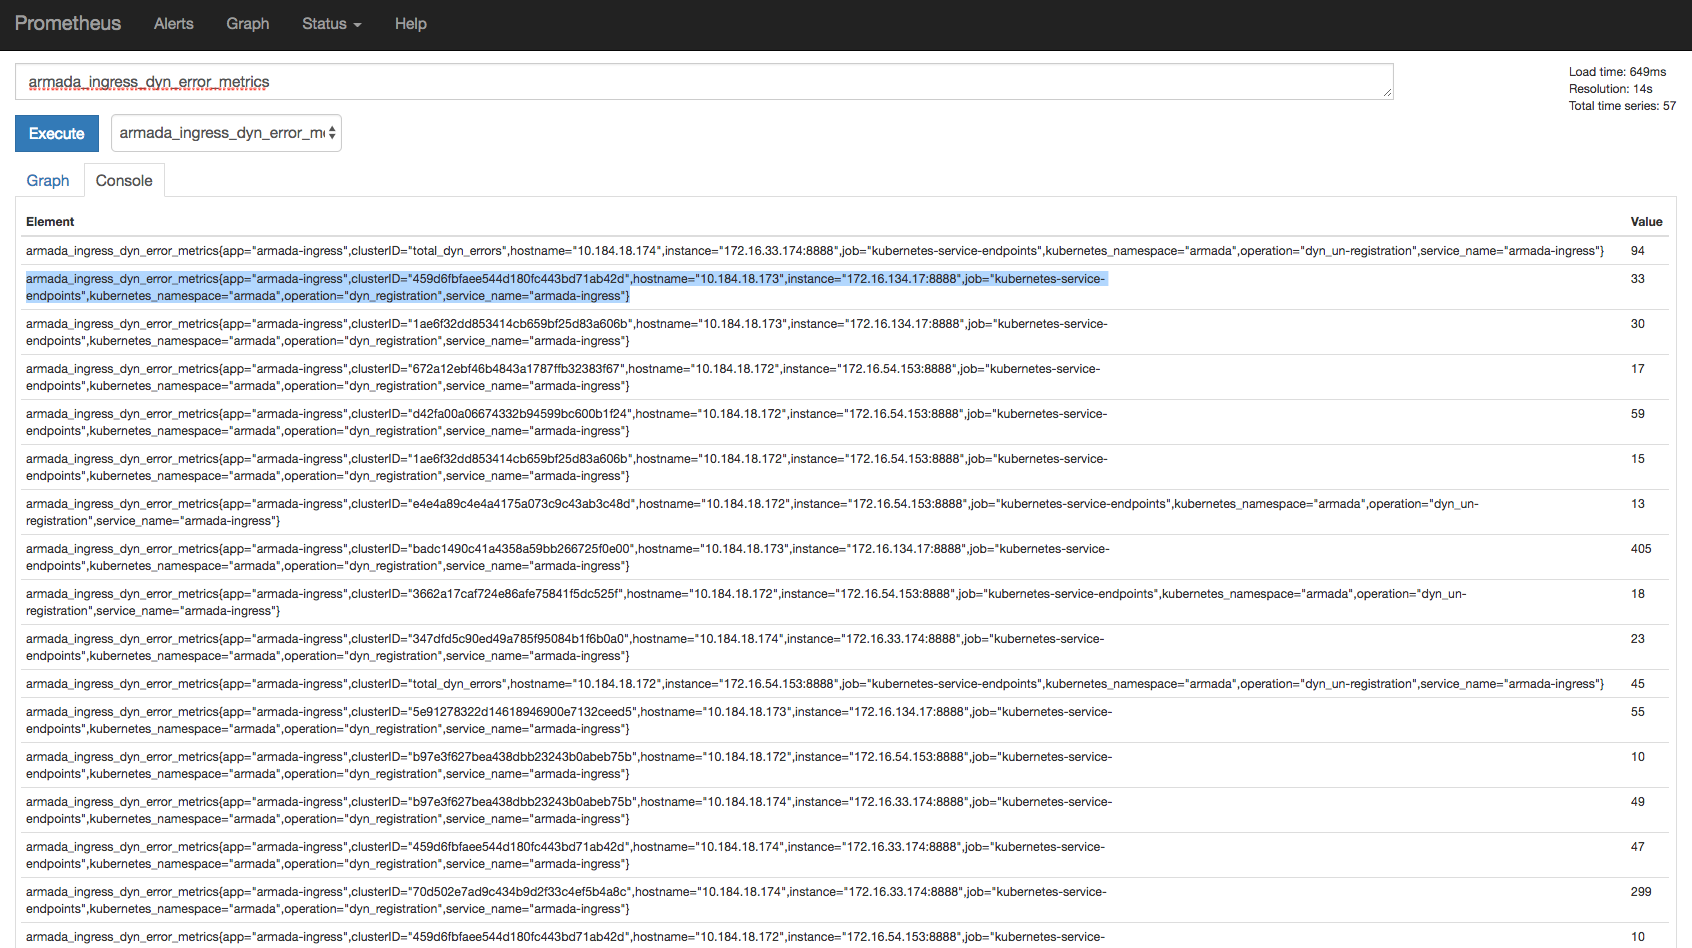 Prometheus Alerts Graph Status Help
armada_ingress_dyn_error_metrics
Load time: 649ms
Resolution: 14s
Total time series: 57
Execute armada_ingress_dyn_error_m
Graph Console
Element Value
armada_ingress_dyn_error_metrics{app="armada-ingress",clusterID="total_dyn_errors",hostname="10.184.18.174",instance="172.16.33.174:8888",job="kubernetes-service-endpoints",kubernetes_namespace="armada",operation="dyn_un-registration",service_name="armada-ingress"} 94
armada_ingress_dyn_error_metrics{app="armada-ingress",clusterID="459d6fbfaee544d180fc443bd71ab42d",hostname="10.184.18.173",instance="172.16.134.17:8888",job="kubernetes-service- 33
endpoints",kubernetes_namespace="armada",operation="dyn_registration",service_name="armada-ingress"}
armada_ingress_dyn_error_metrics{app="armada-ingress",clusterID="1ae6f32dd853414cb659bf25d83a606b",hostname="10.184.18.173",instance="172.16.134.17:8888",job="kubernetes-service- 30
endpoints",kubernetes_namespace="armada",operation="dyn_registration",service_name="armada-ingress"}
armada_ingress_dyn_error_metrics{app="armada-ingress",clusterID="672a12ebf46b4843a1787ffb32383f67",hostname="10.184.18.172",instance="172.16.54.153:8888",job="kubernetes-service- 17
endpoints",kubernetes_namespace="armada",operation="dyn_registration",service_name="armada-ingress"}
armada_ingress_dyn_error_metrics{app="armada-ingress",clusterID="d42fa00a06674332b94599bc600b1f24",hostname="10.184.18.172",instance="172.16.54.153:8888",job="kubernetes-service- 59
endpoints",kubernetes_namespace="armada",operation="dyn_registration",service_name="armada-ingress"}
armada_ingress_dyn_error_metrics{app="armada-ingress",clusterID="1ae6f32dd853414cb659bf25d83a606b",hostname="10.184.18.172",instance="172.16.54.153:8888",job="kubernetes-service- 15
endpoints",kubernetes_namespace="armada",operation="dyn_registration",service_name="armada-ingress"}
armada_ingress_dyn_error_metrics{app="armada-ingress",clusterID="e4e4a89c4e4a4175a073c9c43ab3c48d",hostname="10.184.18.172",instance="172.16.54.153:8888",job="kubernetes-service-endpoints",kubernetes_namespace="armada",operation="dyn_un- 13
registration",service_name="armada-ingress"}
armada_ingress_dyn_error_metrics{app="armada-ingress",clusterID="badc1490c41a4358a59bb266725f0e00",hostname="10.184.18.173",instance="172.16.134.17:8888",job="kubernetes-service- 405
endpoints",kubernetes_namespace="armada",operation="dyn_registration",service_name="armada-ingress"}
armada_ingress_dyn_error_metrics{app="armada-ingress",clusterID="3662a17caf724e86afe75841f5dc525f",hostname="10.184.18.172",instance="172.16.54.153:8888",job="kubernetes-service-endpoints",kubernetes_namespace="armada",operation="dyn_un- 18
registration",service_name="armada-ingress"}
armada_ingress_dyn_error_metrics{app="armada-ingress",clusterID="347dfd5c90ed49a785f95084b1f6b0a0",hostname="10.184.18.174",instance="172.16.33.174:8888",job="kubernetes-service- 23
endpoints",kubernetes_namespace="armada",operation="dyn_registration",service_name="armada-ingress"}
armada_ingress_dyn_error_metrics{app="armada-ingress",clusterID="total_dyn_errors",hostname="10.184.18.172",instance="172.16.54.153:8888",job="kubernetes-service-endpoints",kubernetes_namespace="armada",operation="dyn_un-registration",service_name="armada-ingress"} 45
armada_ingress_dyn_error_metrics{app="armada-ingress",clusterID="5e91278322d14618946900e7132ceed5",hostname="10.184.18.173",instance="172.16.134.17:8888",job="kubernetes-service- 55
endpoints",kubernetes_namespace="armada",operation="dyn_registration",service_name="armada-ingress"}
armada_ingress_dyn_error_metrics{app="armada-ingress",clusterID="b97e3f627bea438dbb23243b0abeb75b",hostname="10.184.18.172",instance="172.16.54.153:8888",job="kubernetes-service- 10
endpoints",kubernetes_namespace="armada",operation="dyn_registration",service_name="armada-ingress"}
armada_ingress_dyn_error_metrics{app="armada-ingress",clusterID="b97e3f627bea438dbb23243b0abeb75b",hostname="10.184.18.174",instance="172.16.33.174:8888",job="kubernetes-service- 49
endpoints",kubernetes_namespace="armada",operation="dyn_registration",service_name="armada-ingress"}
armada_ingress_dyn_error_metrics{app="armada-ingress",clusterID="459d6fbfaee544d180fc443bd71ab42d",hostname="10.184.18.174",instance="172.16.33.174:8888",job="kubernetes-service- 47
endpoints",kubernetes_namespace="armada",operation="dyn_registration",service_name="armada-ingress"}
armada_ingress_dyn_error_metrics{app="armada-ingress",clusterID="70d502e7ad9c434b9d2f33c4ef5b4a8c",hostname="10.184.18.174",instance="172.16.33.174:8888",job="kubernetes-service- 299
endpoints",kubernetes_namespace="armada",operation="dyn_registration",service_name="armada-ingress"}
armada_ingress_dyn_error_metrics{app="armada-ingress",clusterID="459d6fbfaee544d180fc443bd71ab42d",hostname="10.184.18.172",instance="172.16.54.153:8888",job="kubernetes-service- 10